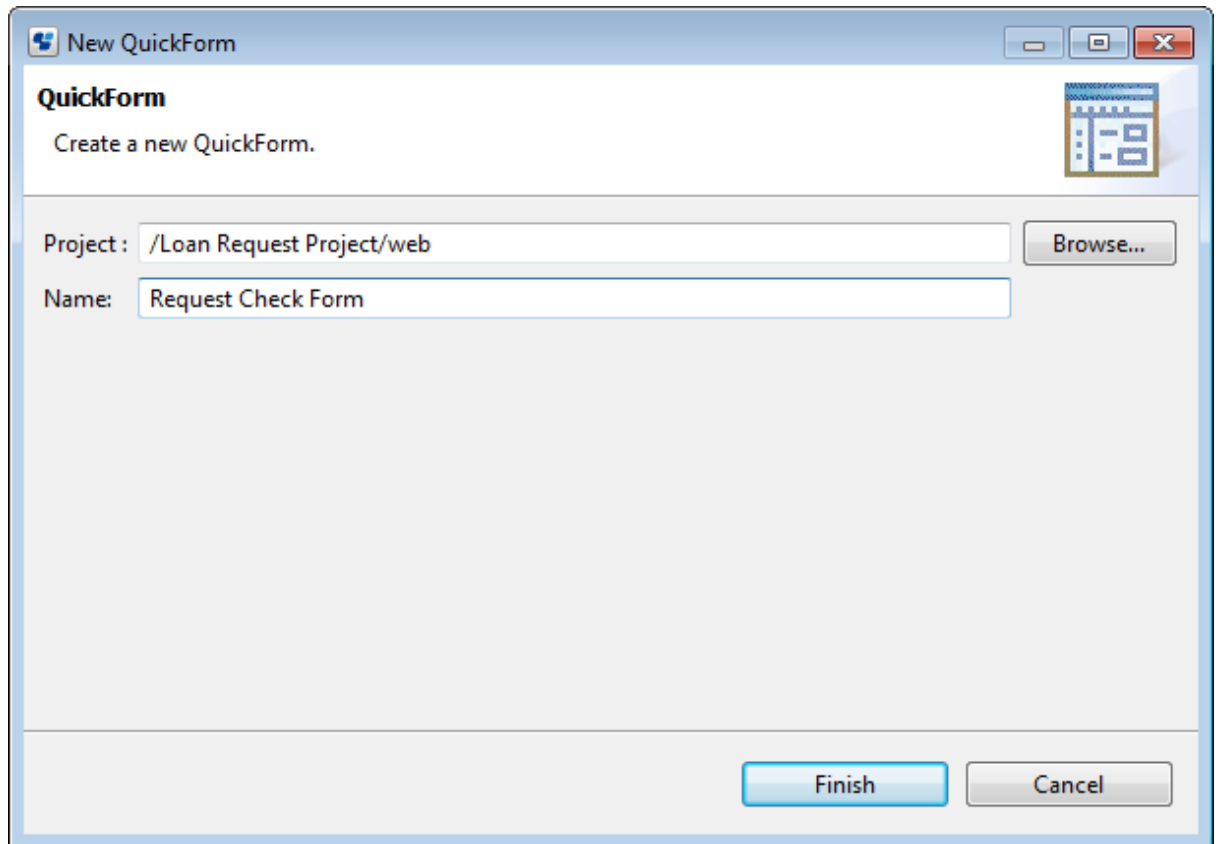 New QuickForm
QuickForm
Create a new QuickForm.
Project : /Loan Request Project/web Browse...
Name: Request Check Form
Finish Cancel